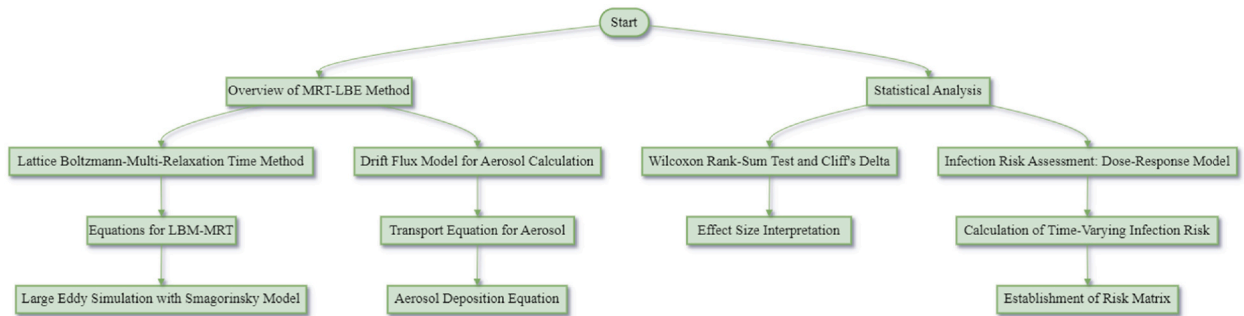 Start
Overview of MRT-LBE Method
Statistical Analysis
Lattice Boltzmann-Multi-Relaxation Time Method
Drift Flux Model for Aerosol Calculation
Wilcoxon Rank-Sum Test and Cliff's Delta
Infection Risk Assessment: Dose-Response Model
Equations for LBM-MRT
Transport Equation for Aerosol
Effect Size Interpretation
Calculation of Time-Varying Infection Risk
Large Eddy Simulation with Smagorinsky Model
Aerosol Deposition Equation
Establishment of Risk Matrix